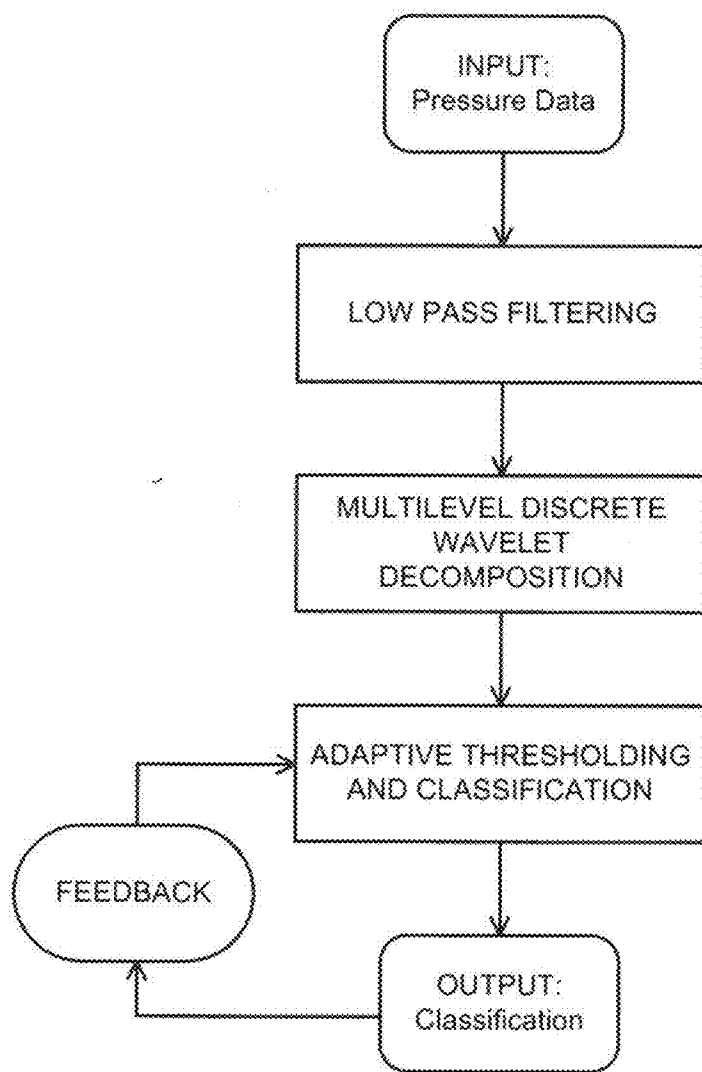 INPUT:
Pressure Data
LOW PASS FILTERING
MULTILEVEL DISCRETE
WAVELET
DECOMPOSITION
ADAPTIVE THRESHOLDING
AND CLASSIFICATION
FEEDBACK
OUTPUT:
Classification